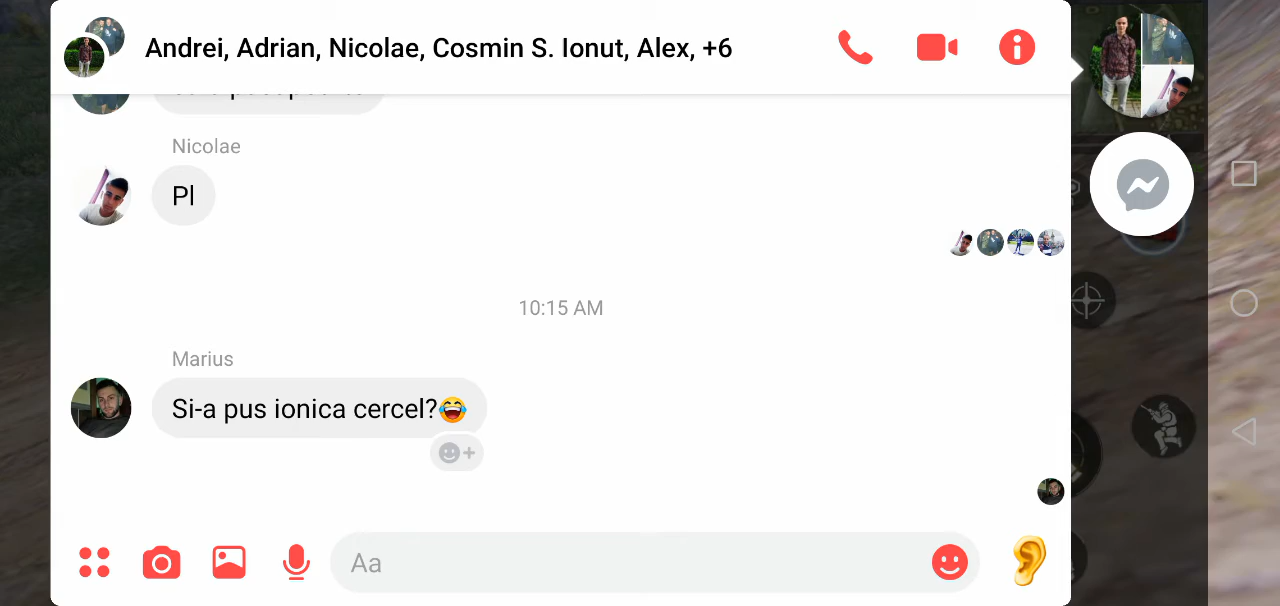 Andrei, Adrian, Nicolae, Cosmin S. Ionut, Alex, +6
Nicolae
Pl
10:15 AM
Marius
Si-a pus ionica cercel?😂
Aa